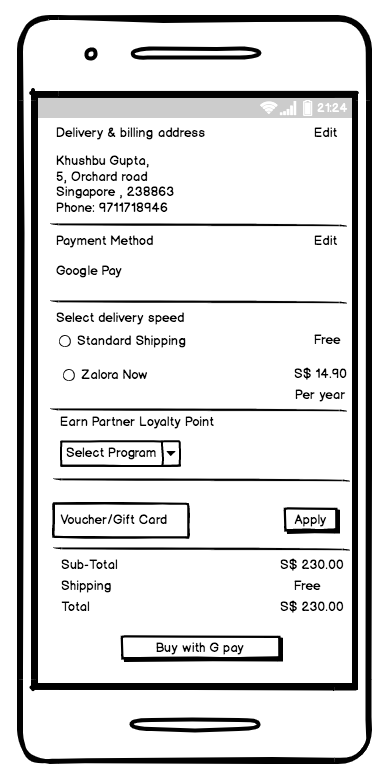 21:24
Delivery & billing address Edit
Khushbu Gupta,
5, Orchard road
Singapore , 238863
Phone: 9711718946
Payment Method Edit
Google Pay
Select delivery speed
Standard Shipping Free
Zalora Now S$ 14.90
Per year
Earn Partner Loyalty Point
Select Program
Voucher/Gift Card Apply
Sub-Total S$ 230.00
Shipping Free
Total S$ 230.00
Buy with G pay